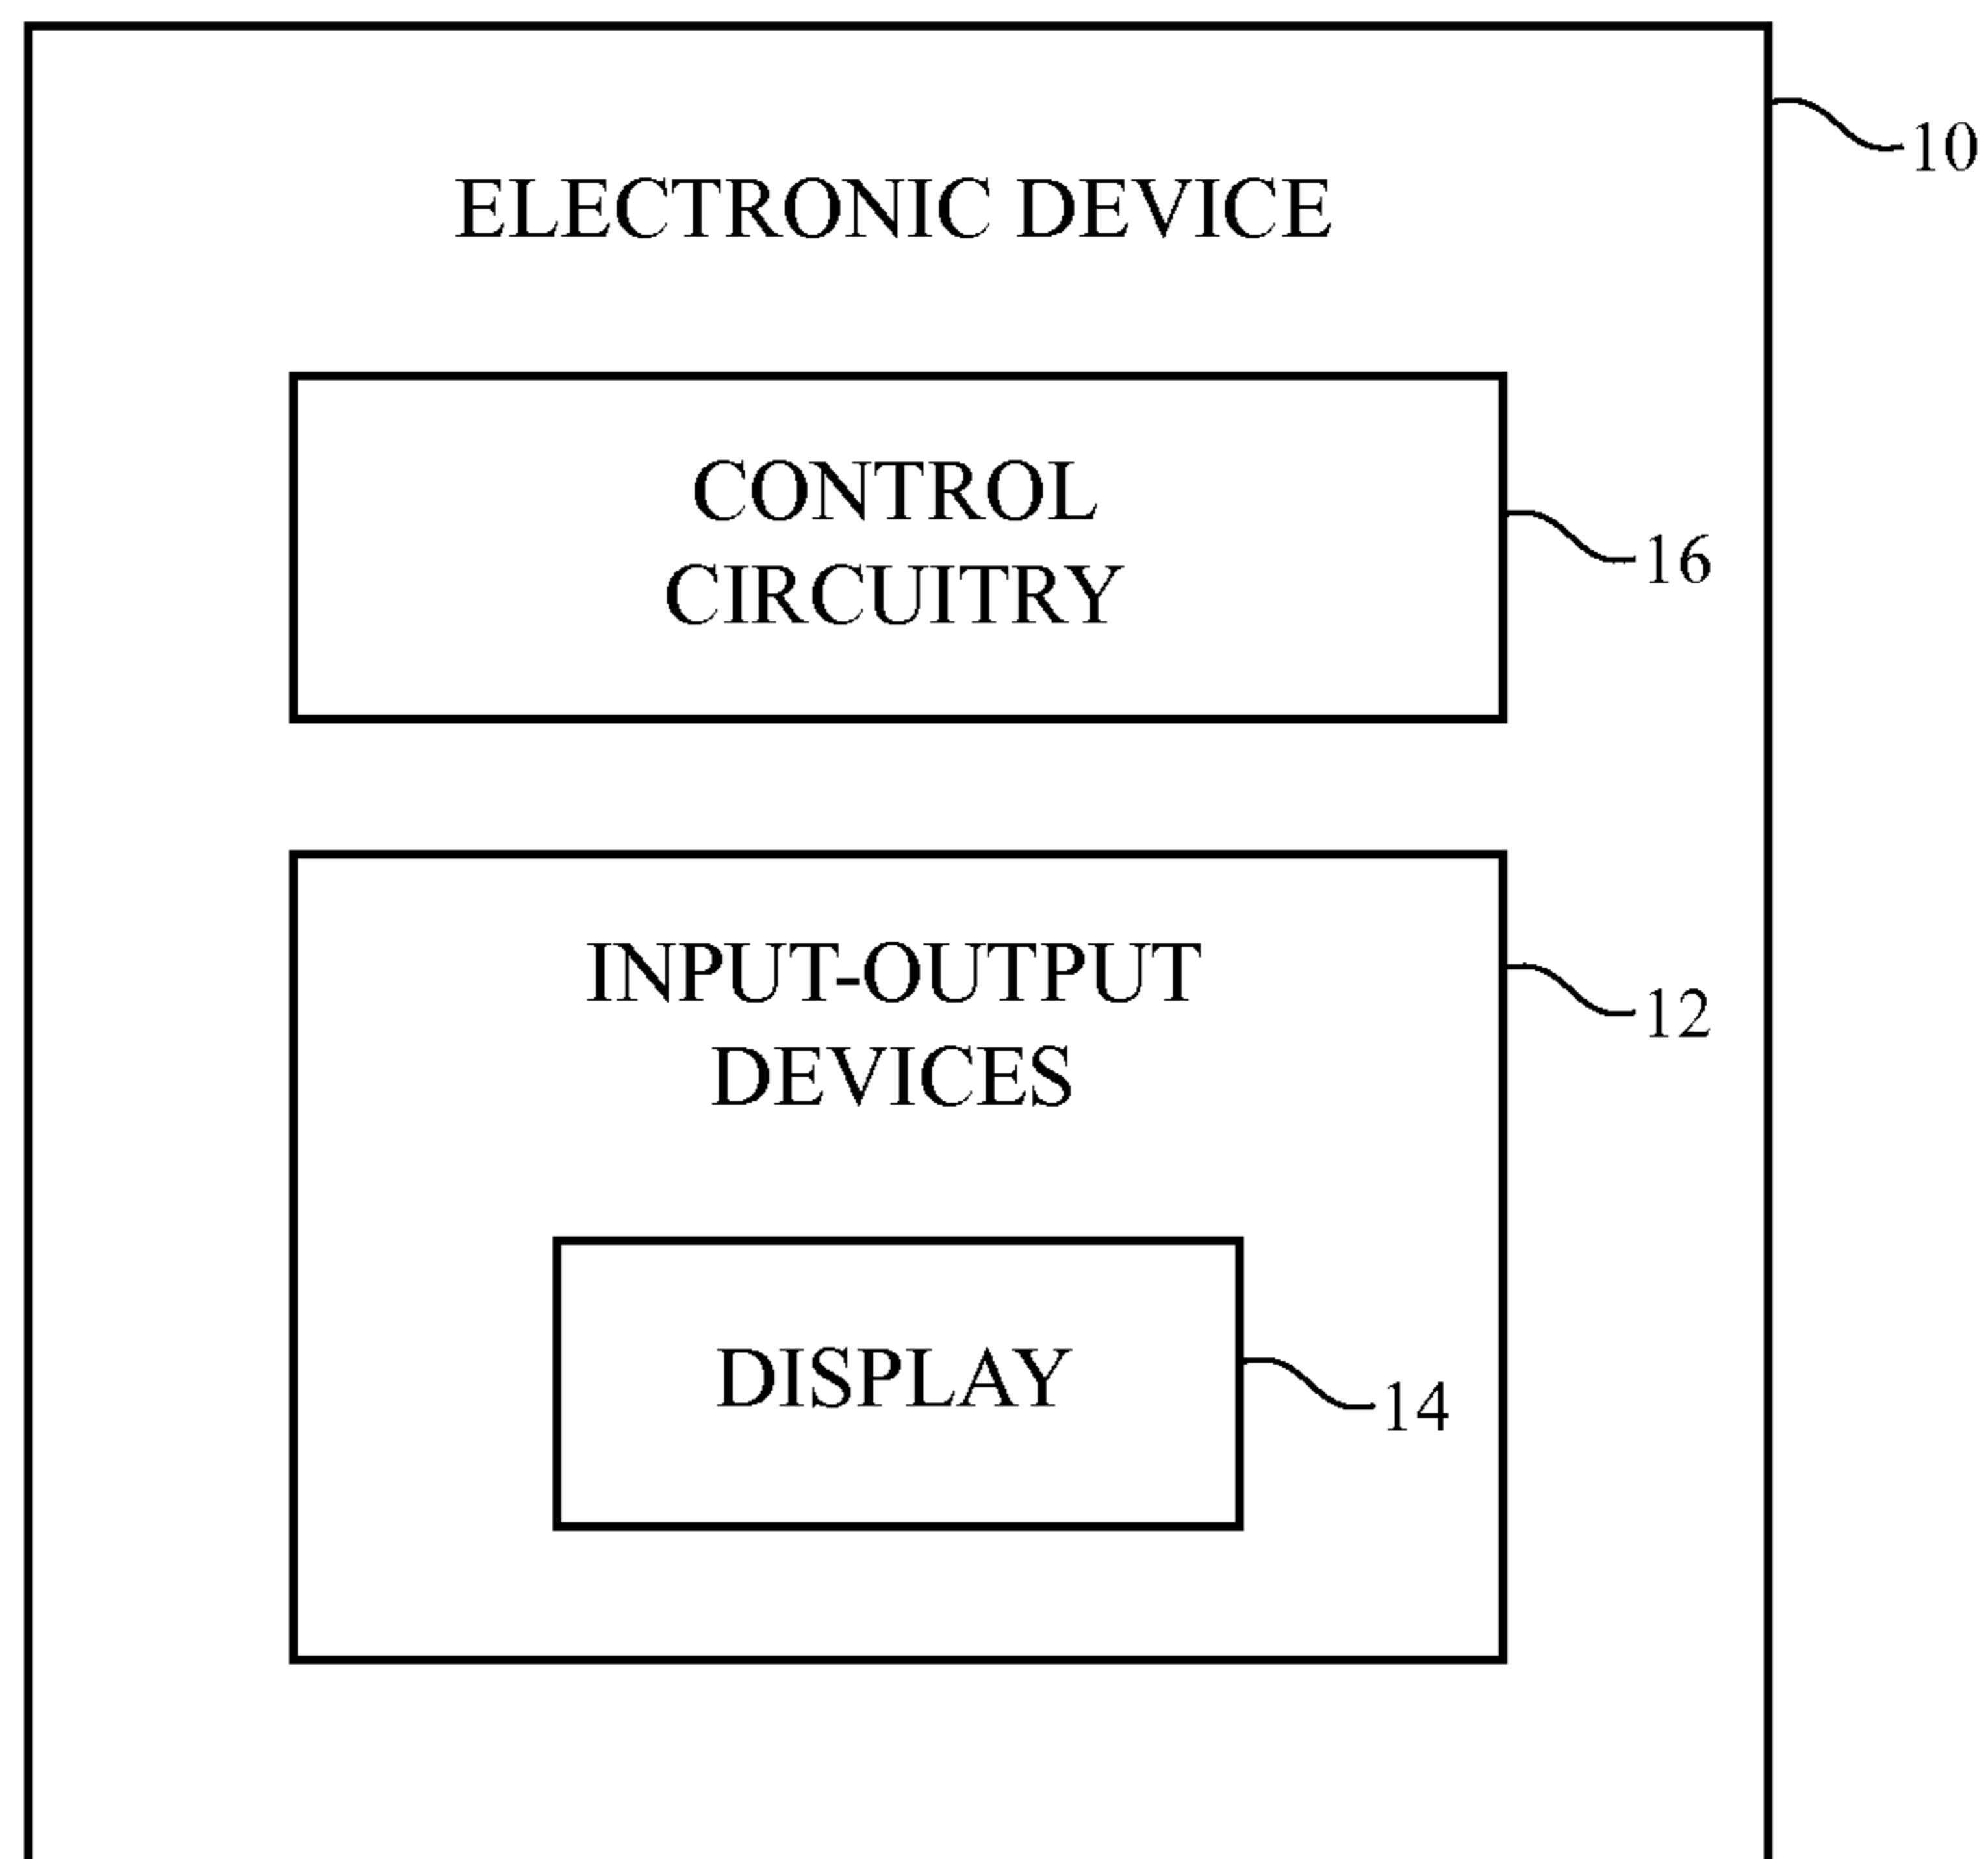 ELECTRONIC DEVICE
10
CONTROL
CIRCUITRY
16
INPUT-OUTPUT
DEVICES
12
DISPLAY
14